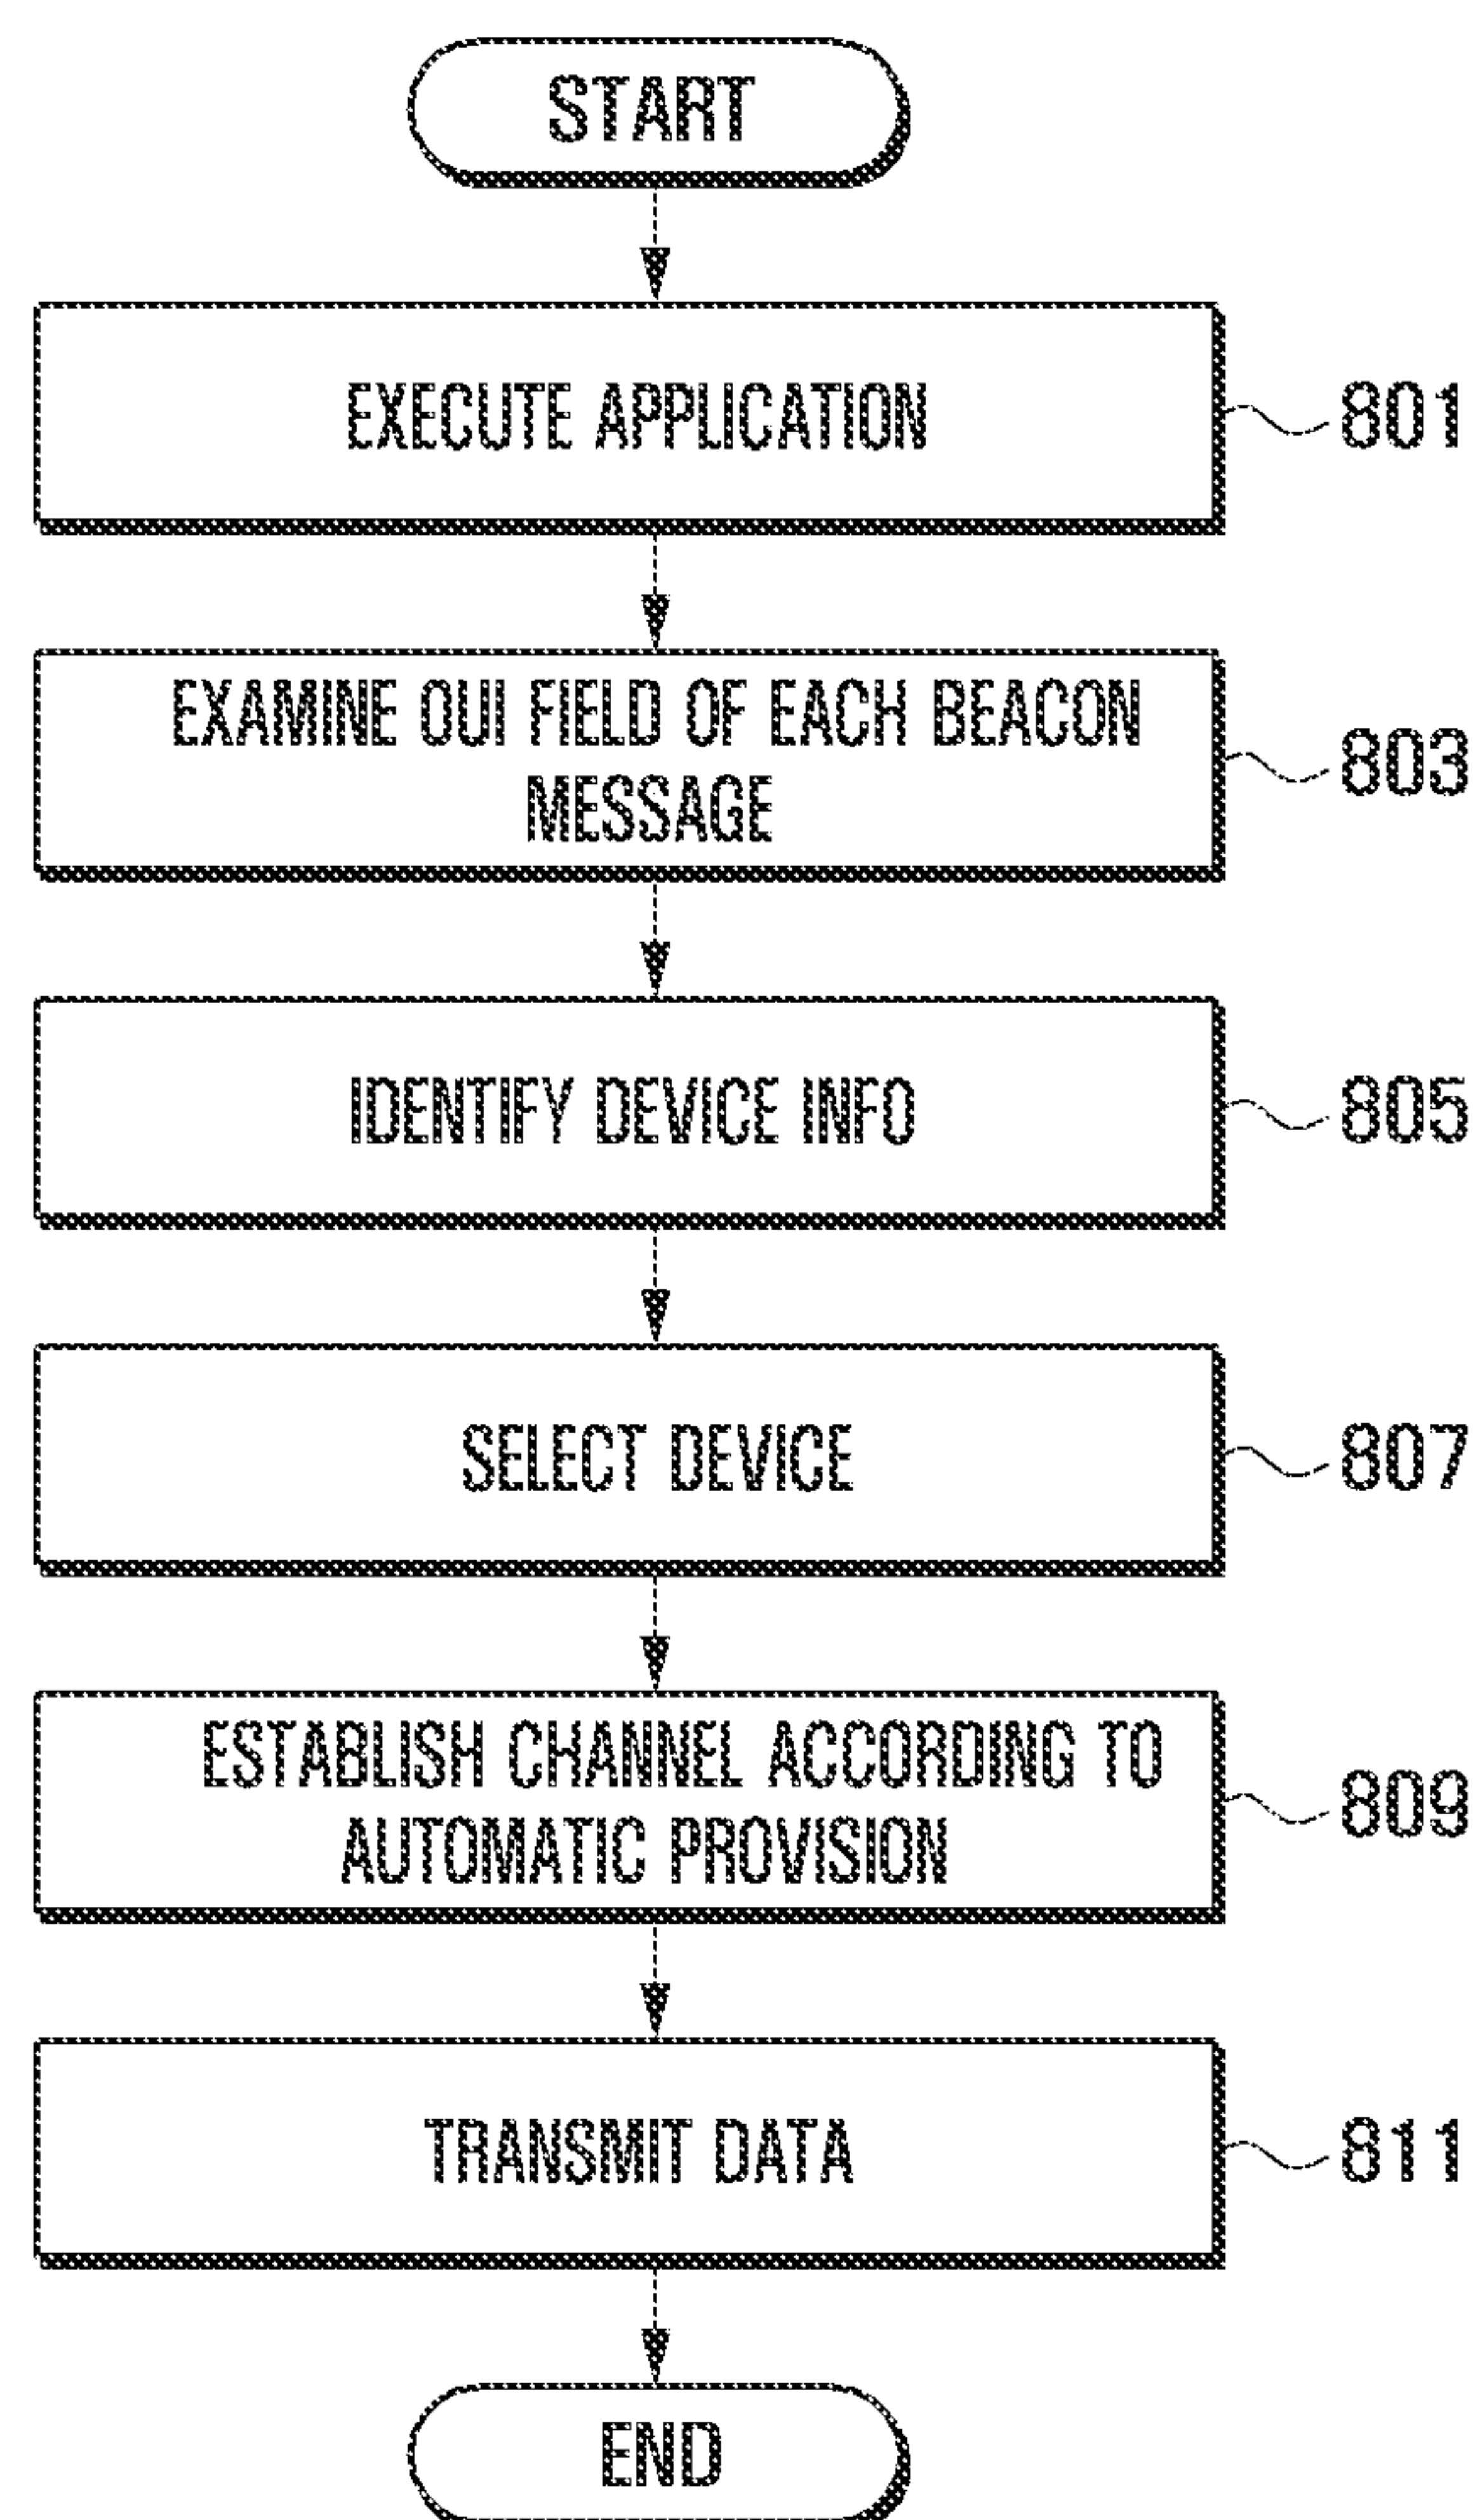 START
EXECUTE APPLICATION
801
EXAMINE OUI FIELD OF EACH BEACON
MESSAGE
803
IDENTIFY DEVICE INFO
805
SELECT DEVICE
807
ESTABLISH CHANNEL ACCORDING TO
AUTOMATIC PROVISION
809
TRANSMIT DATA
811
END